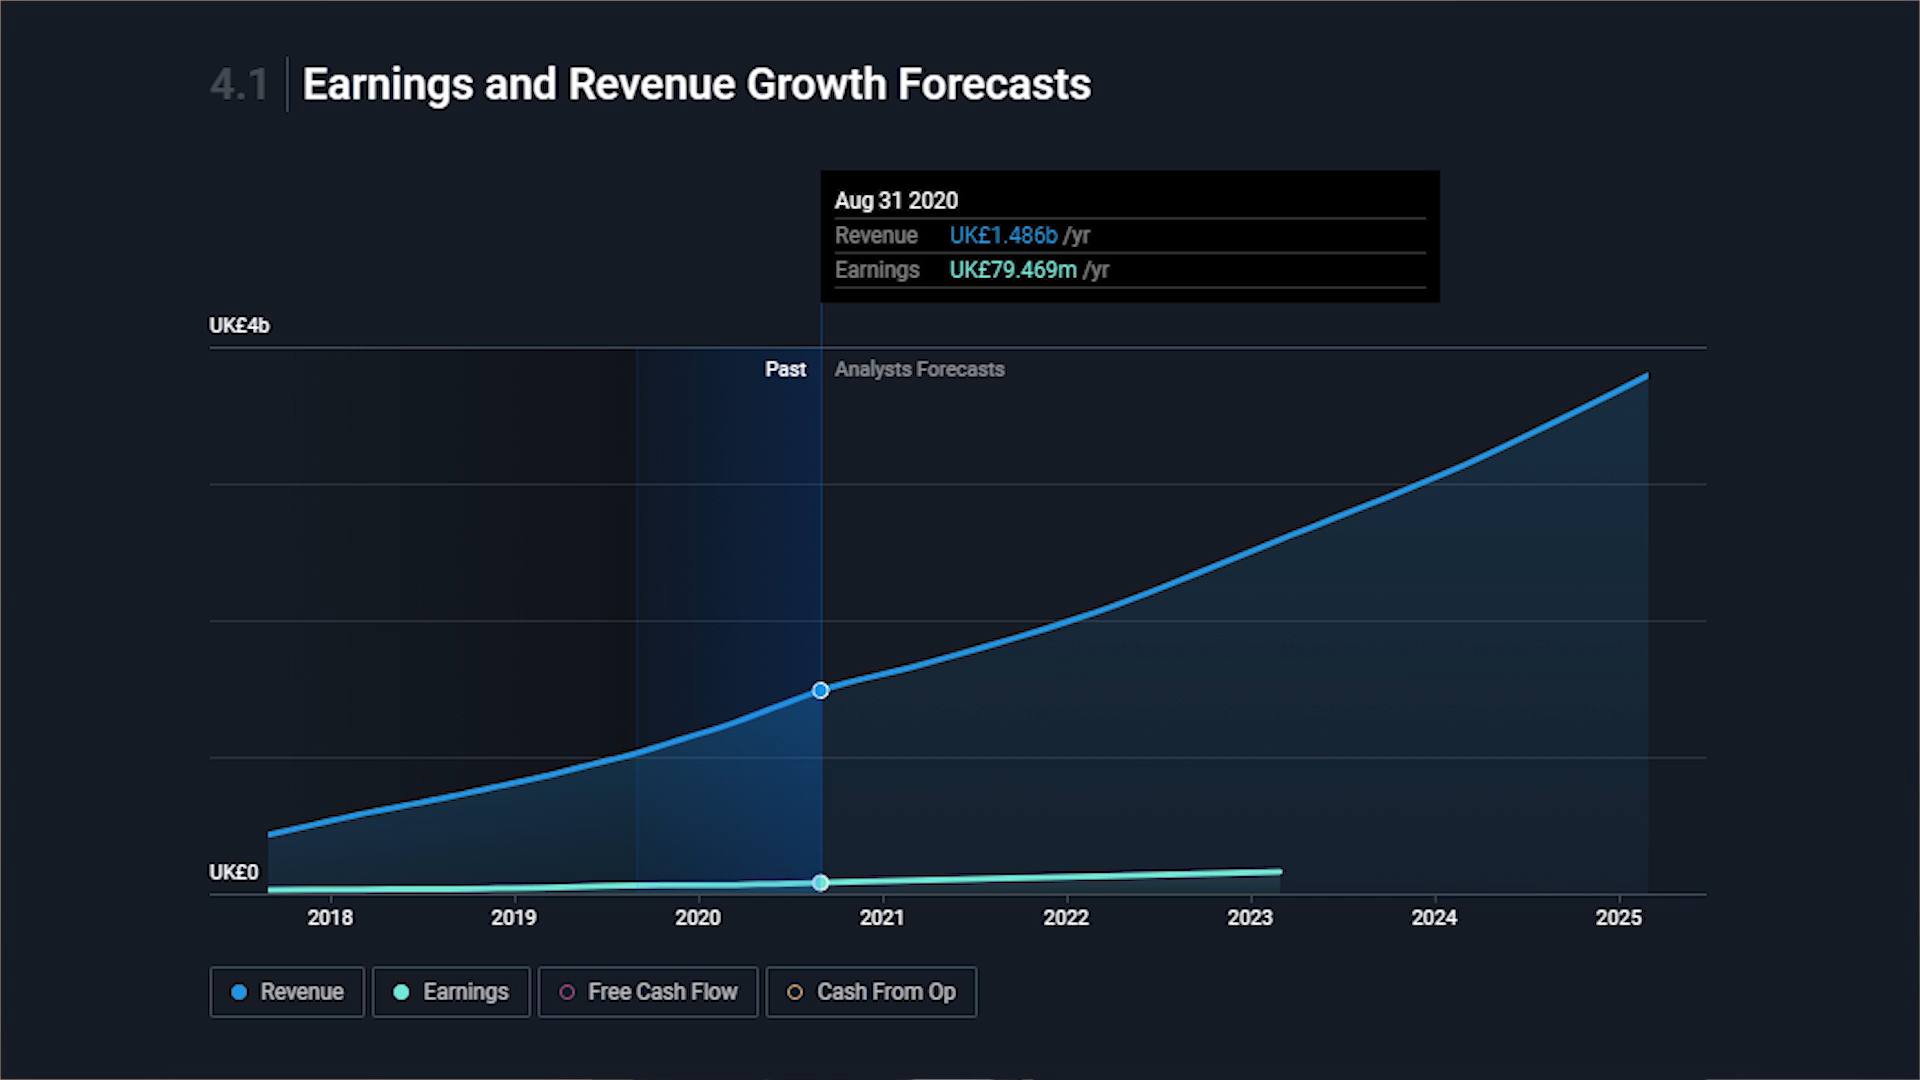 4.1 Earnings and Revenue Growth Forecasts
Aug 31 2020
Revenue UK£1.486b /yr
Earnings UK£79.469m /yr
UK£4b
Past Analysts Forecasts
UK£0
2018 2019 2020 2021 2022 2023 2024 2025
Revenue Earnings Free Cash Flow Cash From Op